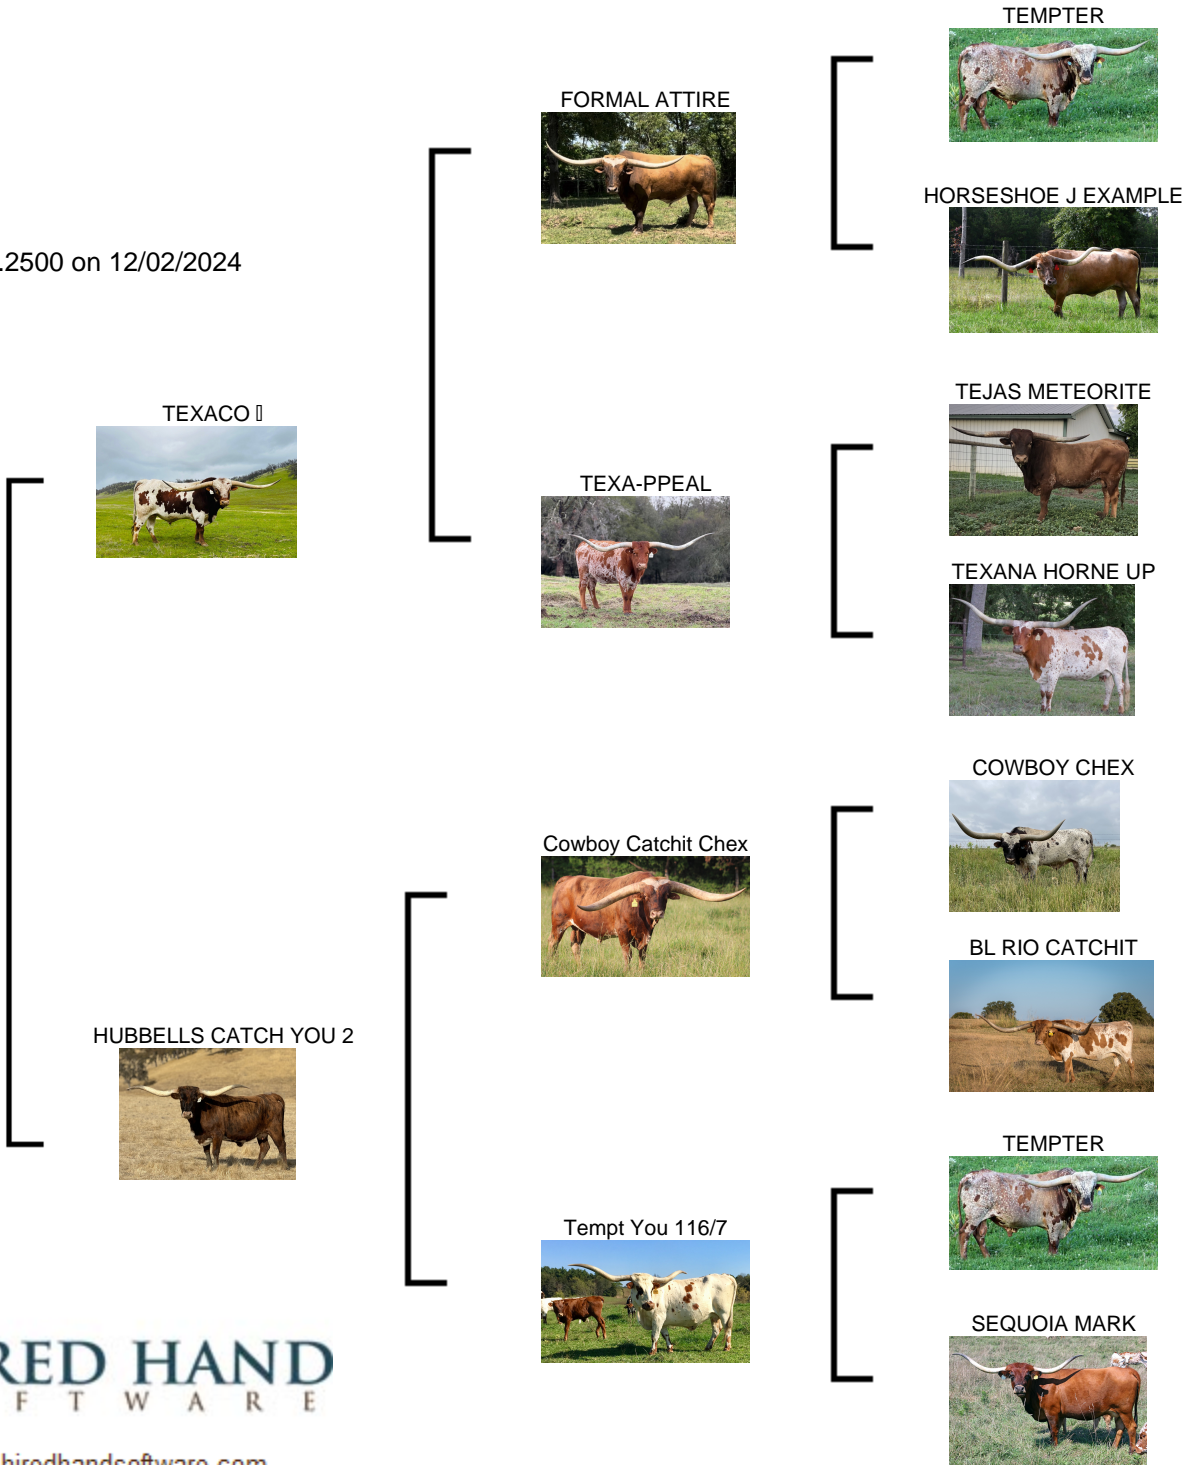 TEMPTER
FORMAL ATTIRE
HORSESHOE J EXAMPLE
.2500 on 12/02/2024
TEJAS METEORITE
TEXACO
TEXA-PPEAL
TEXANA HORNE UP
COWBOY CHEX
Cowboy Catchit Chex
BL RIO CATCHIT
HUBBELLS CATCH YOU 2
TEMPTER
Tempt You 116/7
SEQUOIA MARK
RED HAND
F T W A R E
hiredhandsoftware.com